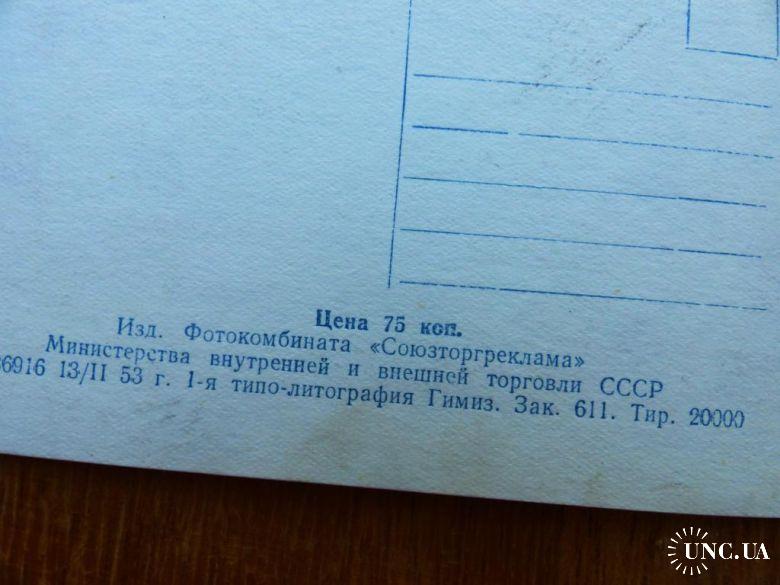 Цена 75 коп.
Изд. Фотокомбината «Союзторгреклама»
Министерства внутренней и внешней торговли СССР
6916 13/II 53 г. 1-я типо-литография Гимиз. Зак. 611. Тир. 20000
UNC.UA